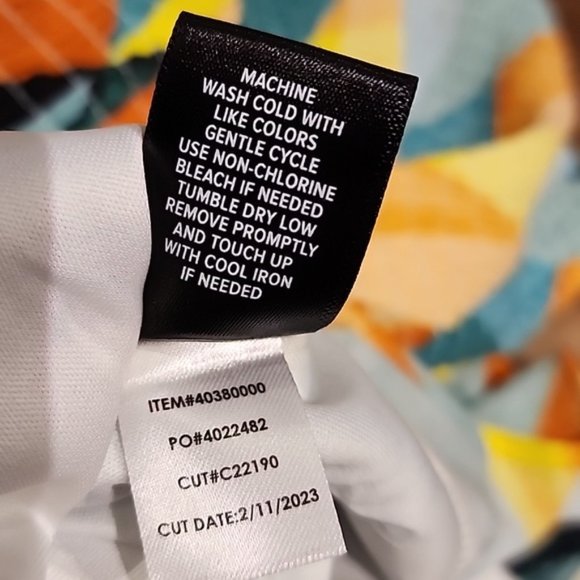 MACHINE
WASH COLD WITH
LIKE COLORS
GENTLE CYCLE
USE NON-CHLORINE
BLEACH IF NEEDED
TUMBLE DRY LOW
REMOVE PROMPTLY
AND TOUCH UP
WITH COOL IRON
IF NEEDED
ITEM#40380000
PO#4022482
CUT#C22190
CUT DATE:2/11/2023